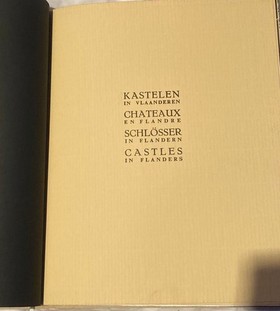 KASTELEN
IN VLAANDEREN
CHATEAUX
EN FLANDRE
SCHLÖSSER
IN FLANDERN
CASTLES
IN FLANDERS